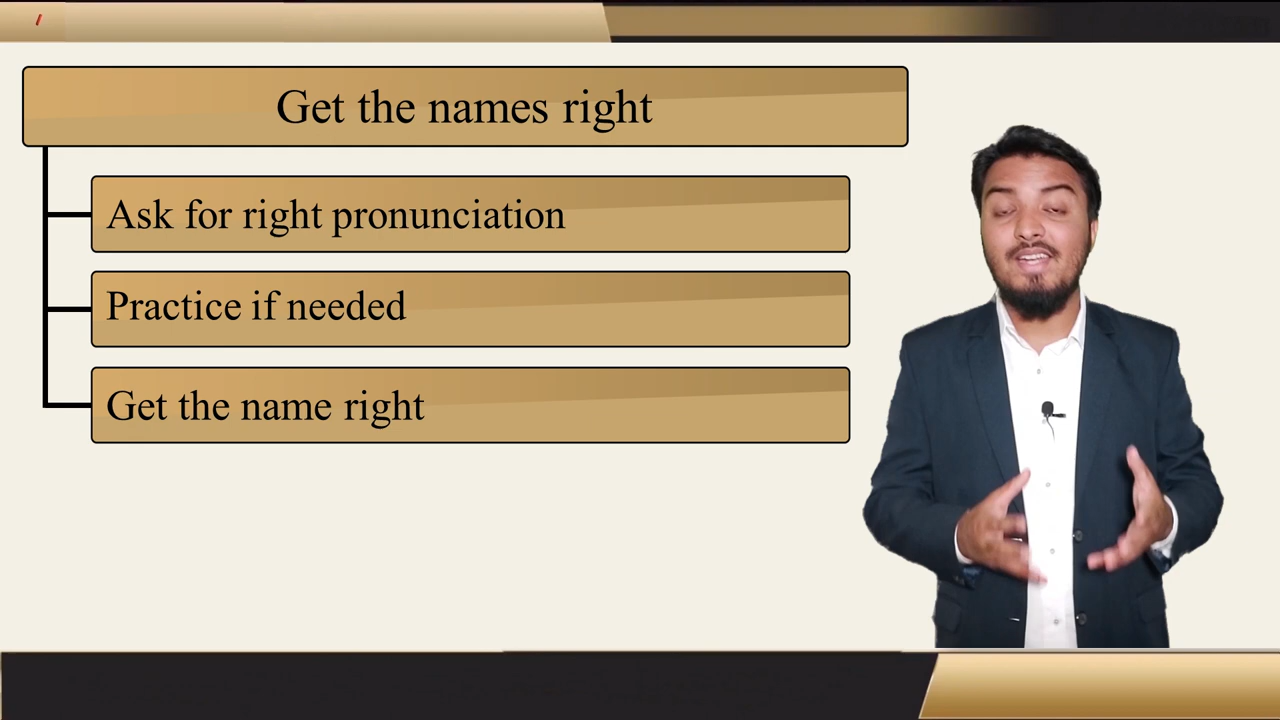 Get the names right
Ask for right pronunciation
Practice if needed
Get the name right